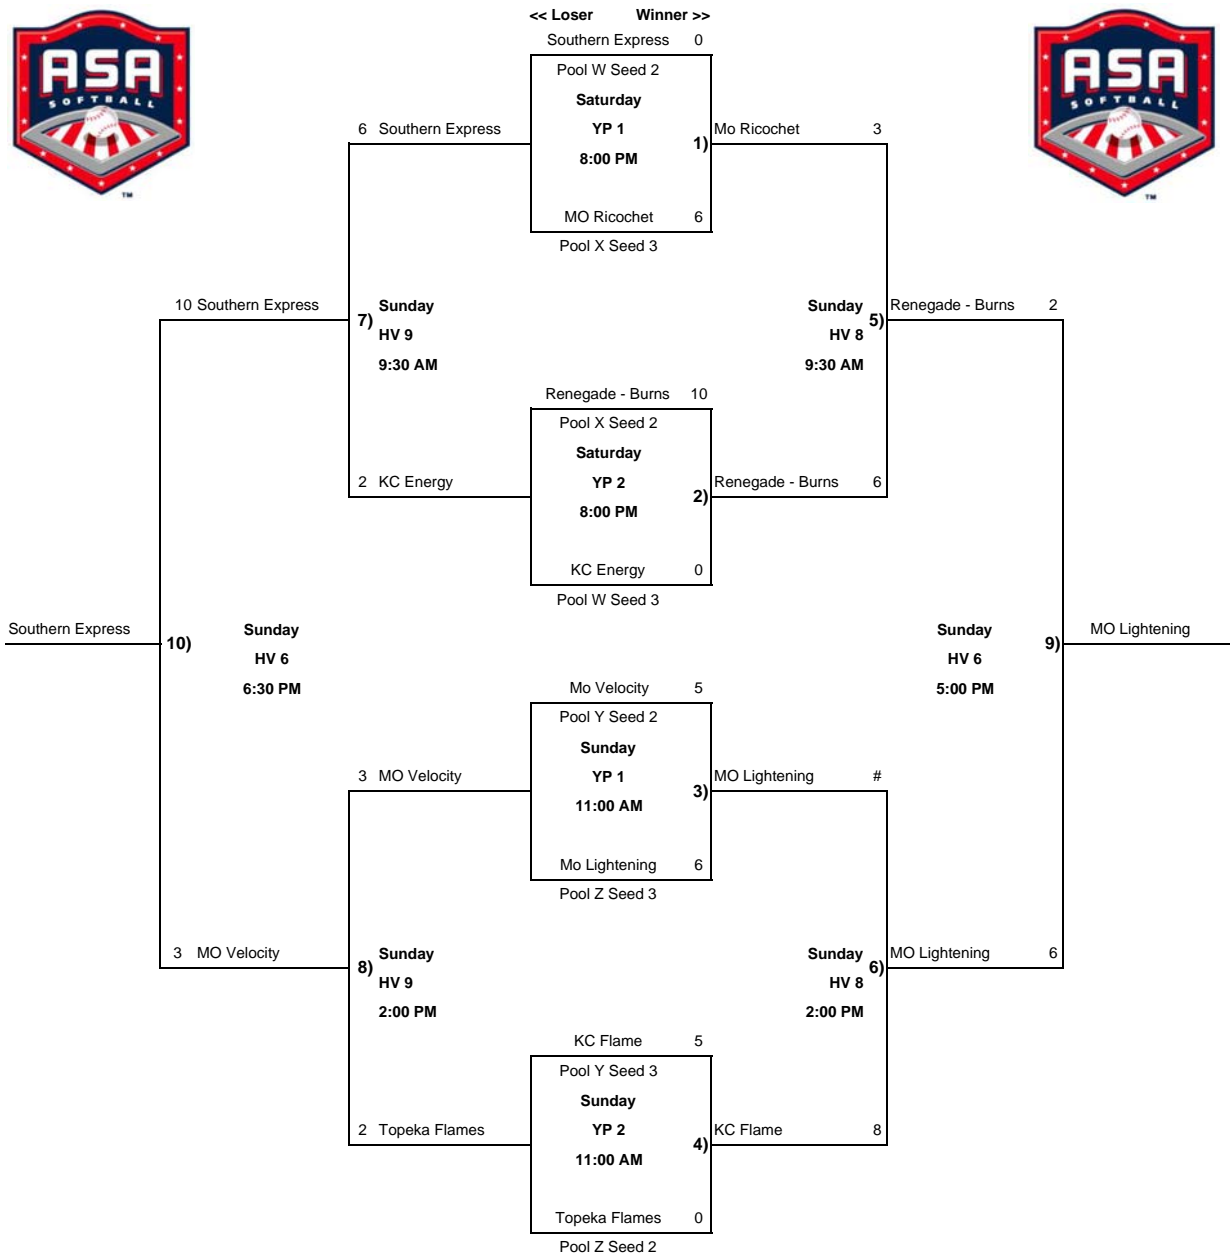 << Loser Winner >>
ASA
SOFTBALL
TM
ASA
SOFTBALL
TM
Southern Express 0
Pool W Seed 2
Saturday
YP 1
8:00 PM
1)
MO Ricochet 6
Pool X Seed 3
6 Southern Express
Mo Ricochet 3
10 Southern Express
7)
Sunday
HV 9
9:30 AM
Sunday
HV 8
9:30 AM
5)
Renegade - Burns 2
Renegade - Burns 10
Pool X Seed 2
Saturday
YP 2
8:00 PM
2)
KC Energy 0
Pool W Seed 3
2 KC Energy
Renegade - Burns 6
Southern Express
10)
Sunday
HV 6
6:30 PM
Sunday
HV 6
5:00 PM
9)
MO Lightening
Mo Velocity 5
Pool Y Seed 2
Sunday
YP 1
11:00 AM
3)
Mo Lightening 6
Pool Z Seed 3
3 MO Velocity
MO Lightening #
3 MO Velocity
8)
Sunday
HV 9
2:00 PM
Sunday
HV 8
2:00 PM
6)
MO Lightening 6
KC Flame 5
Pool Y Seed 3
Sunday
YP 2
11:00 AM
4)
Topeka Flames 0
Pool Z Seed 2
2 Topeka Flames
KC Flame 8